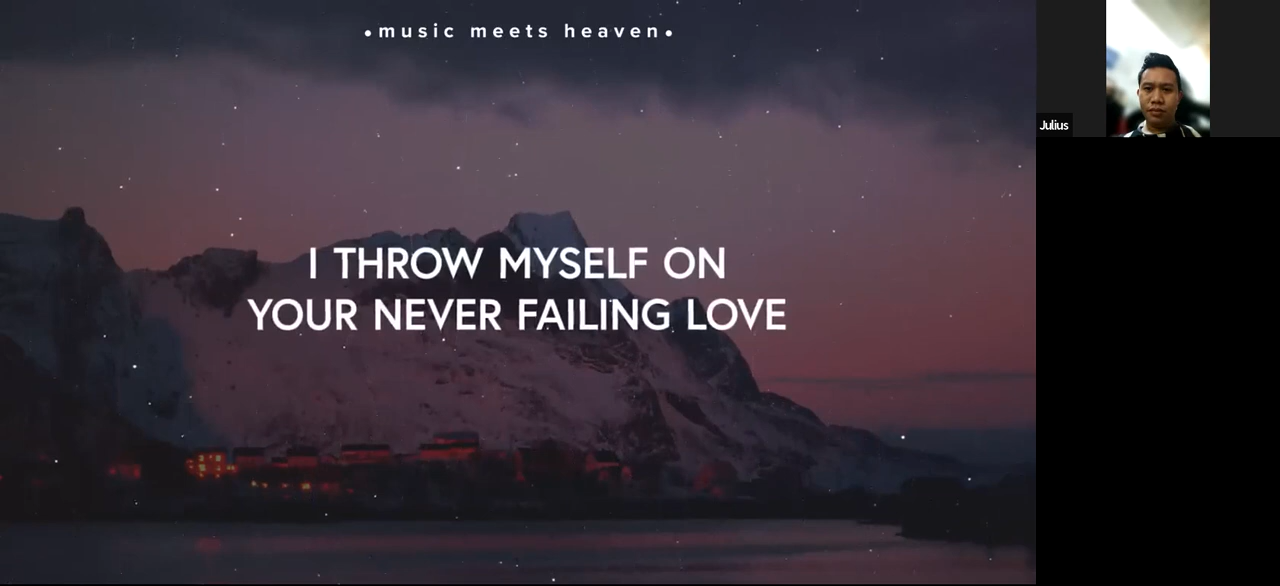 •music meets heaven•
I THROW MYSELF ON
YOUR NEVER FAILING LOVE
Julius